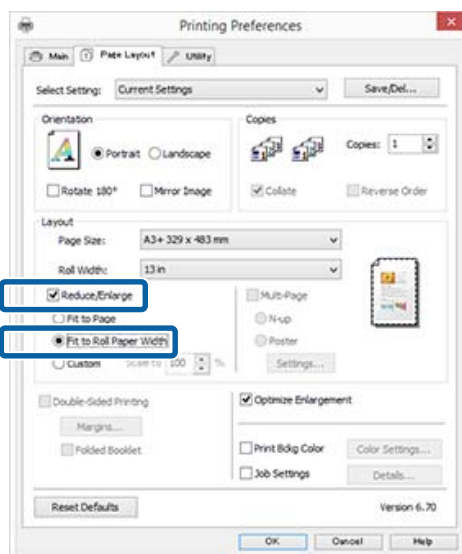 Printing Preferences
Main Page Layout Utility
Select Setting: Current Settings Save/Del...
Orientation Copies
Portrait Landscape Copies: 1
Rotate 180° Mirror Image Collate Reverse Order
Layout
Page Size: A3+ 329 x 483 mm
Roll Width: 13 in
Reduce/Enlarge Multi-Page
Fit to Page N-up
Fit to Roll Paper Width Poster
Custom Scale to 100 % Settings...
Double-Sided Printing Optimize Enlargement
Margins...
Folded Booklet Print Bckg Color Color Settings...
Job Settings Details...
Reset Defaults Version 6.70
OK Cancel Help